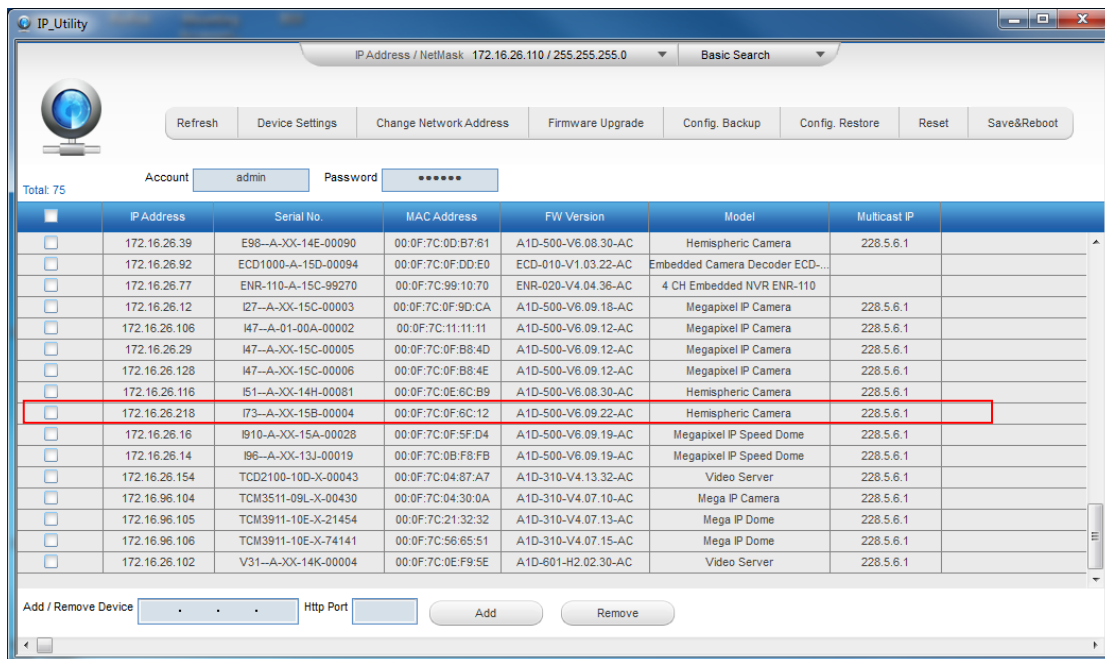 IP_Utility
IP Address / NetMask 172.16.26.110 / 255.255.255.0 Basic Search
Refresh Device Settings Change Network Address Firmware Upgrade Config. Backup Config. Restore Reset Save&Reboot
Account admin Password ●●●●●●
Total: 75
IP Address Serial No. MAC Address FW Version Model Multicast IP
172.16.26.39 E98--A-XX-14E-00090 00:0F:7C:0D:B7:61 A1D-500-V6.08.30-AC Hemispheric Camera 228.5.6.1
172.16.26.92 ECD1000-A-15D-00094 00:0F:7C:0F:DD:E0 ECD-010-V1.03.22-AC Embedded Camera Decoder ECD-...
172.16.26.77 ENR-110-A-15C-99270 00:0F:7C:99:10:70 ENR-020-V4.04.36-AC 4 CH Embedded NVR ENR-110
172.16.26.12 I27--A-XX-15C-00003 00:0F:7C:0F:9D:CA A1D-500-V6.09.18-AC Megapixel IP Camera 228.5.6.1
172.16.26.106 I47--A-01-00A-00002 00:0F:7C:11:11:11 A1D-500-V6.09.12-AC Megapixel IP Camera 228.5.6.1
172.16.26.29 I47--A-XX-15C-00005 00:0F:7C:0F:B8:4D A1D-500-V6.09.12-AC Megapixel IP Camera 228.5.6.1
172.16.26.128 I47--A-XX-15C-00006 00:0F:7C:0F:B8:4E A1D-500-V6.09.12-AC Megapixel IP Camera 228.5.6.1
172.16.26.116 I51--A-XX-14H-00081 00:0F:7C:0E:6C:B9 A1D-500-V6.08.30-AC Hemispheric Camera 228.5.6.1
172.16.26.218 I73--A-XX-15B-00004 00:0F:7C:0F:6C:12 A1D-500-V6.09.22-AC Hemispheric Camera 228.5.6.1
172.16.26.16 I910-A-XX-15A-00028 00:0F:7C:0F:5F:D4 A1D-500-V6.09.19-AC Megapixel IP Speed Dome 228.5.6.1
172.16.26.14 I96--A-XX-13J-00019 00:0F:7C:0B:F8:FB A1D-500-V6.09.19-AC Megapixel IP Speed Dome 228.5.6.1
172.16.26.154 TCD2100-10D-X-00043 00:0F:7C:04:87:A7 A1D-310-V4.13.32-AC Video Server 228.5.6.1
172.16.96.104 TCM3511-09L-X-00430 00:0F:7C:04:30:0A A1D-310-V4.07.10-AC Mega IP Camera 228.5.6.1
172.16.96.105 TCM3911-10E-X-21454 00:0F:7C:21:32:32 A1D-310-V4.07.13-AC Mega IP Dome 228.5.6.1
172.16.96.106 TCM3911-10E-X-74141 00:0F:7C:56:65:51 A1D-310-V4.07.15-AC Mega IP Dome 228.5.6.1
172.16.26.102 V31--A-XX-14K-00004 00:0F:7C:0E:F9:5E A1D-601-H2.02.30-AC Video Server 228.5.6.1
Add / Remove Device . . . Http Port Add Remove